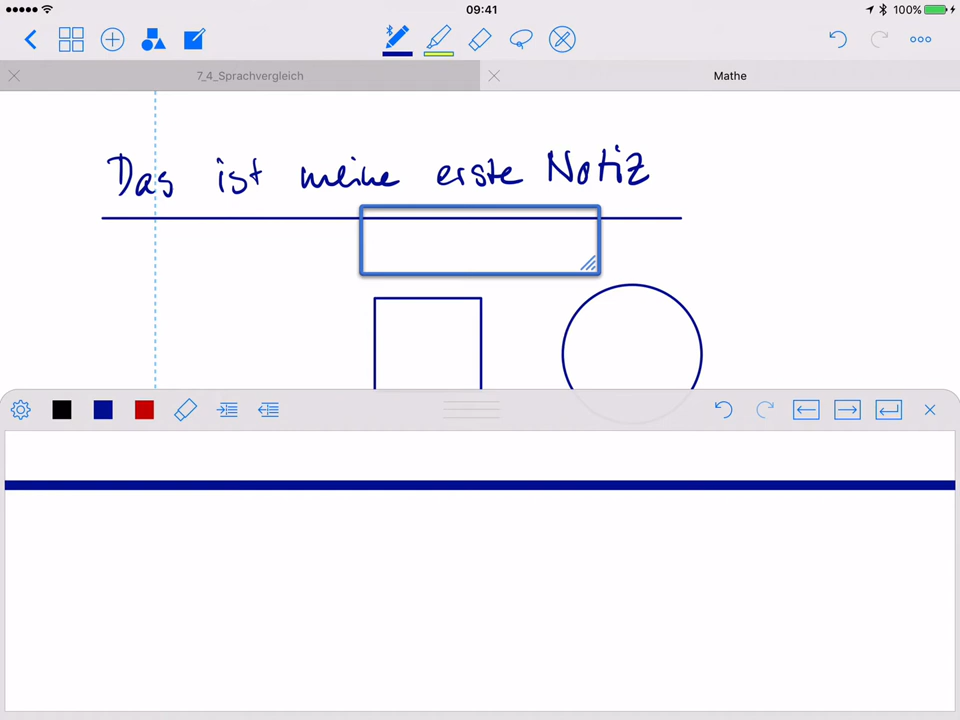 09:41
100%
7_4_Sprachvergleich
Mathe
Das ist meine erste Notiz